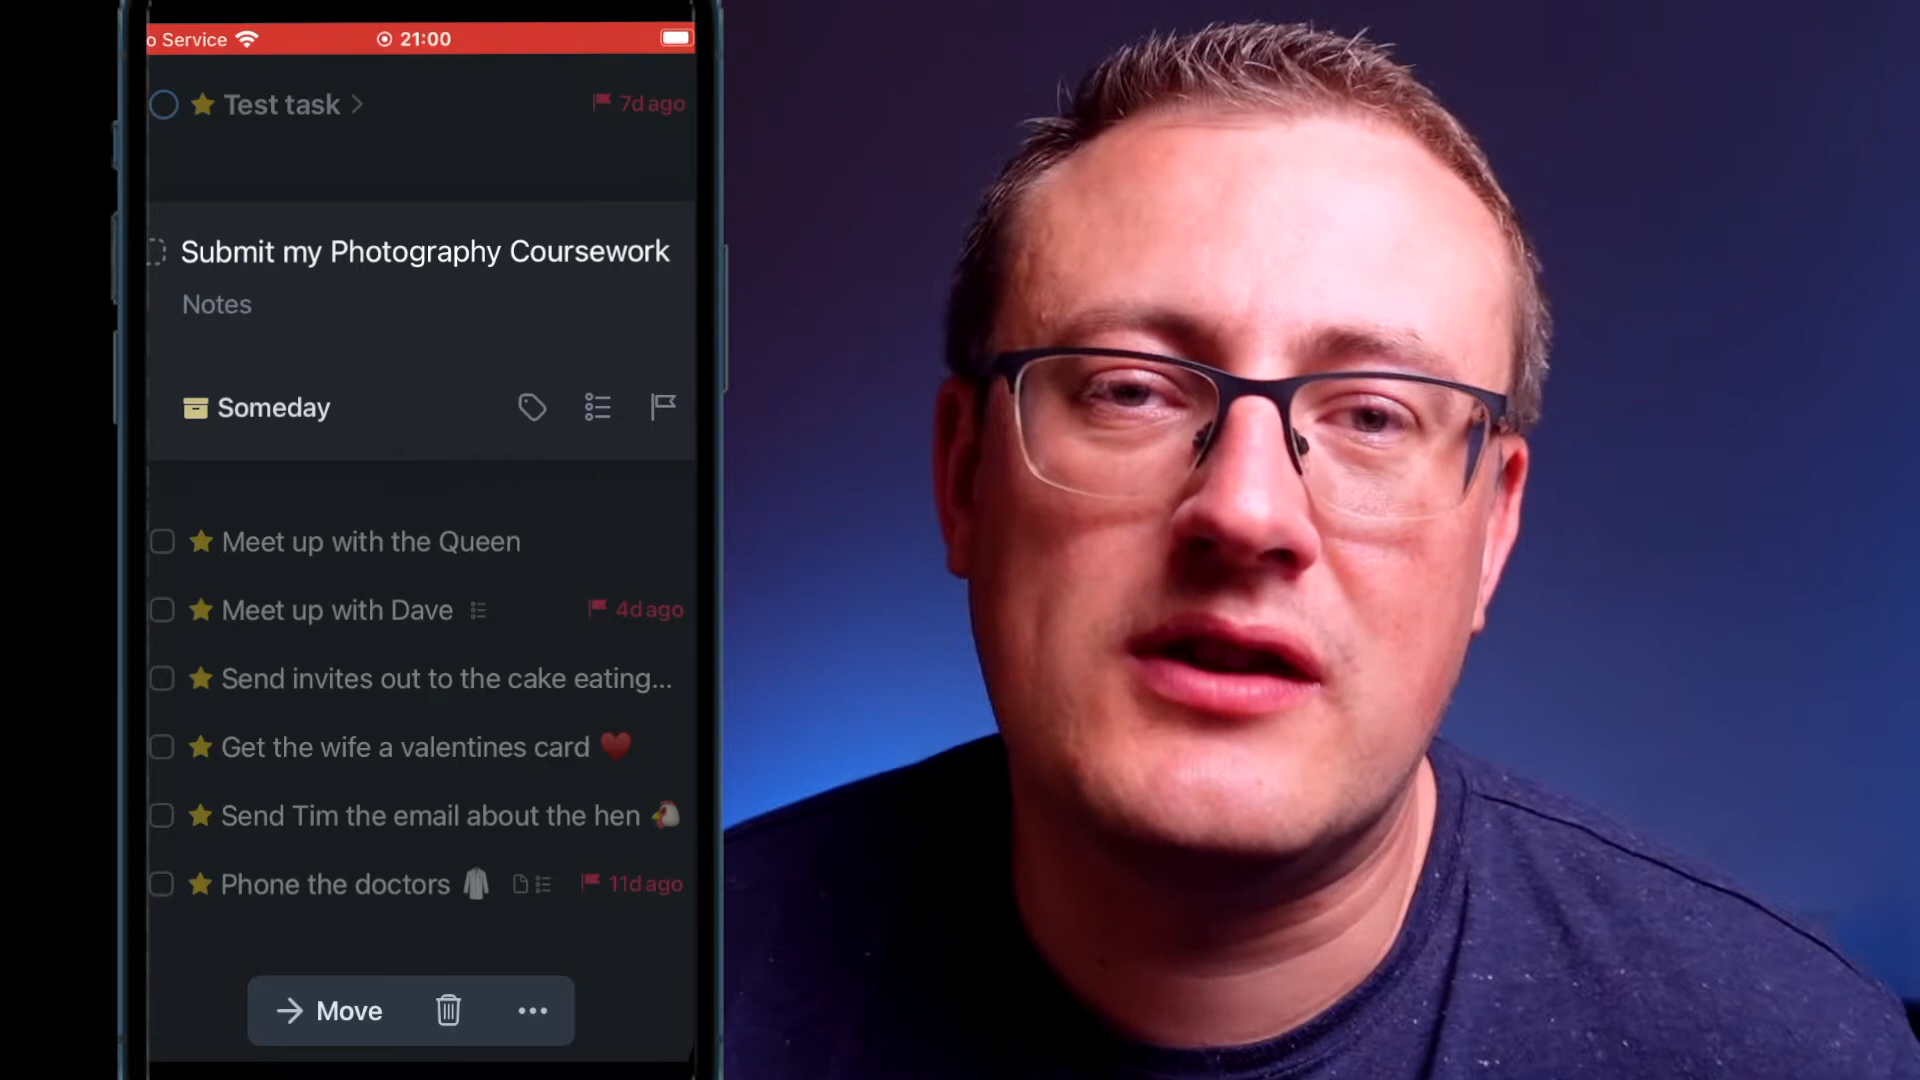 o Service 21:00
Test task 7d ago
Submit my Photography Coursework
Notes
Someday
Meet up with the Queen
Meet up with Dave 4d ago
Send invites out to the cake eating...
Get the wife a valentines card
Send Tim the email about the hen
Phone the doctors 11d ago
Move